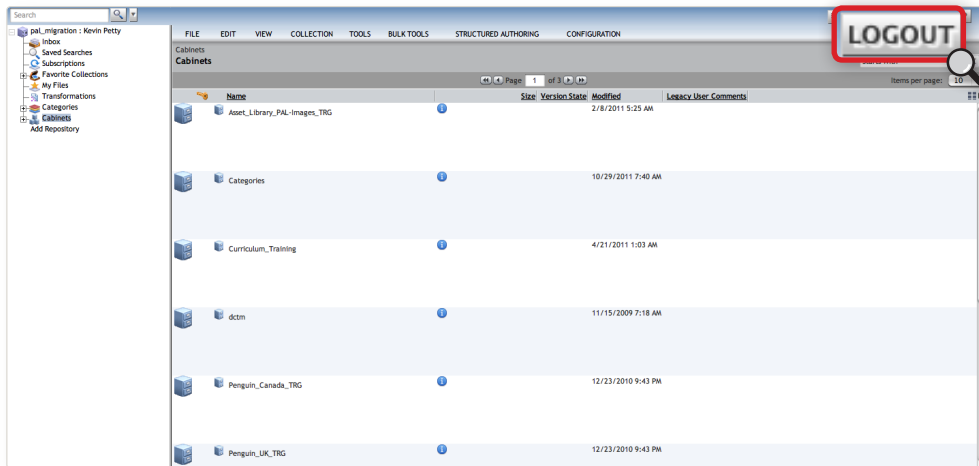 Search
pal_migration : Kevin Petty
Inbox
Saved Searches
Subscriptions
Favorite Collections
My Files
Transformations
Categories
Cabinets
Add Repository
FILE EDIT VIEW COLLECTION TOOLS BULK TOOLS STRUCTURED AUTHORING CONFIGURATION
LOGOUT
Cabinets
Cabinets
Page 1 of 3
Items per page: 10
Name Size Version State Modified Legacy User Comments
Asset_Library_PAL-Images_TRG 2/8/2011 5:25 AM
Categories 10/29/2011 7:40 AM
Curriculum_Training 4/21/2011 1:03 AM
dctm 11/15/2009 7:18 AM
Penguin_Canada_TRG 12/23/2010 9:43 PM
Penguin_UK_TRG 12/23/2010 9:43 PM